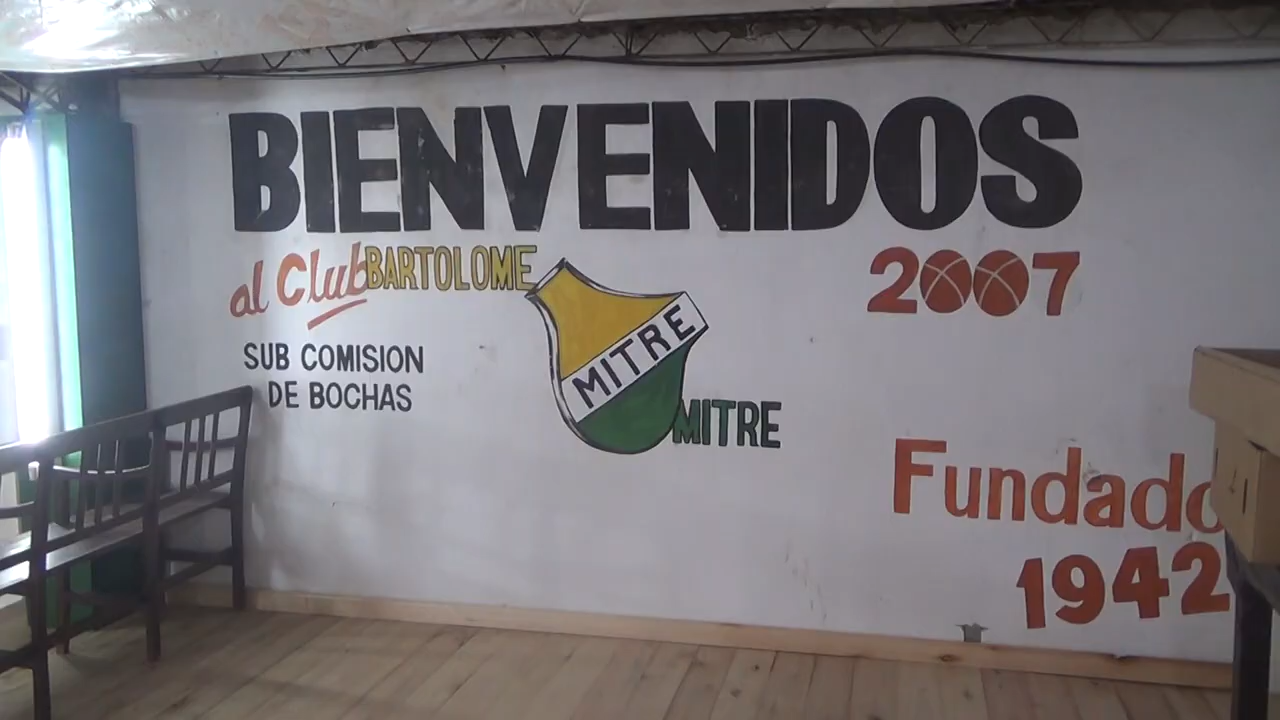 BIENVENIDOS
al Club BARTOLOME
2007
SUB COMISION
DE BOCHAS
MITRE
MITRE
Fundado
1942